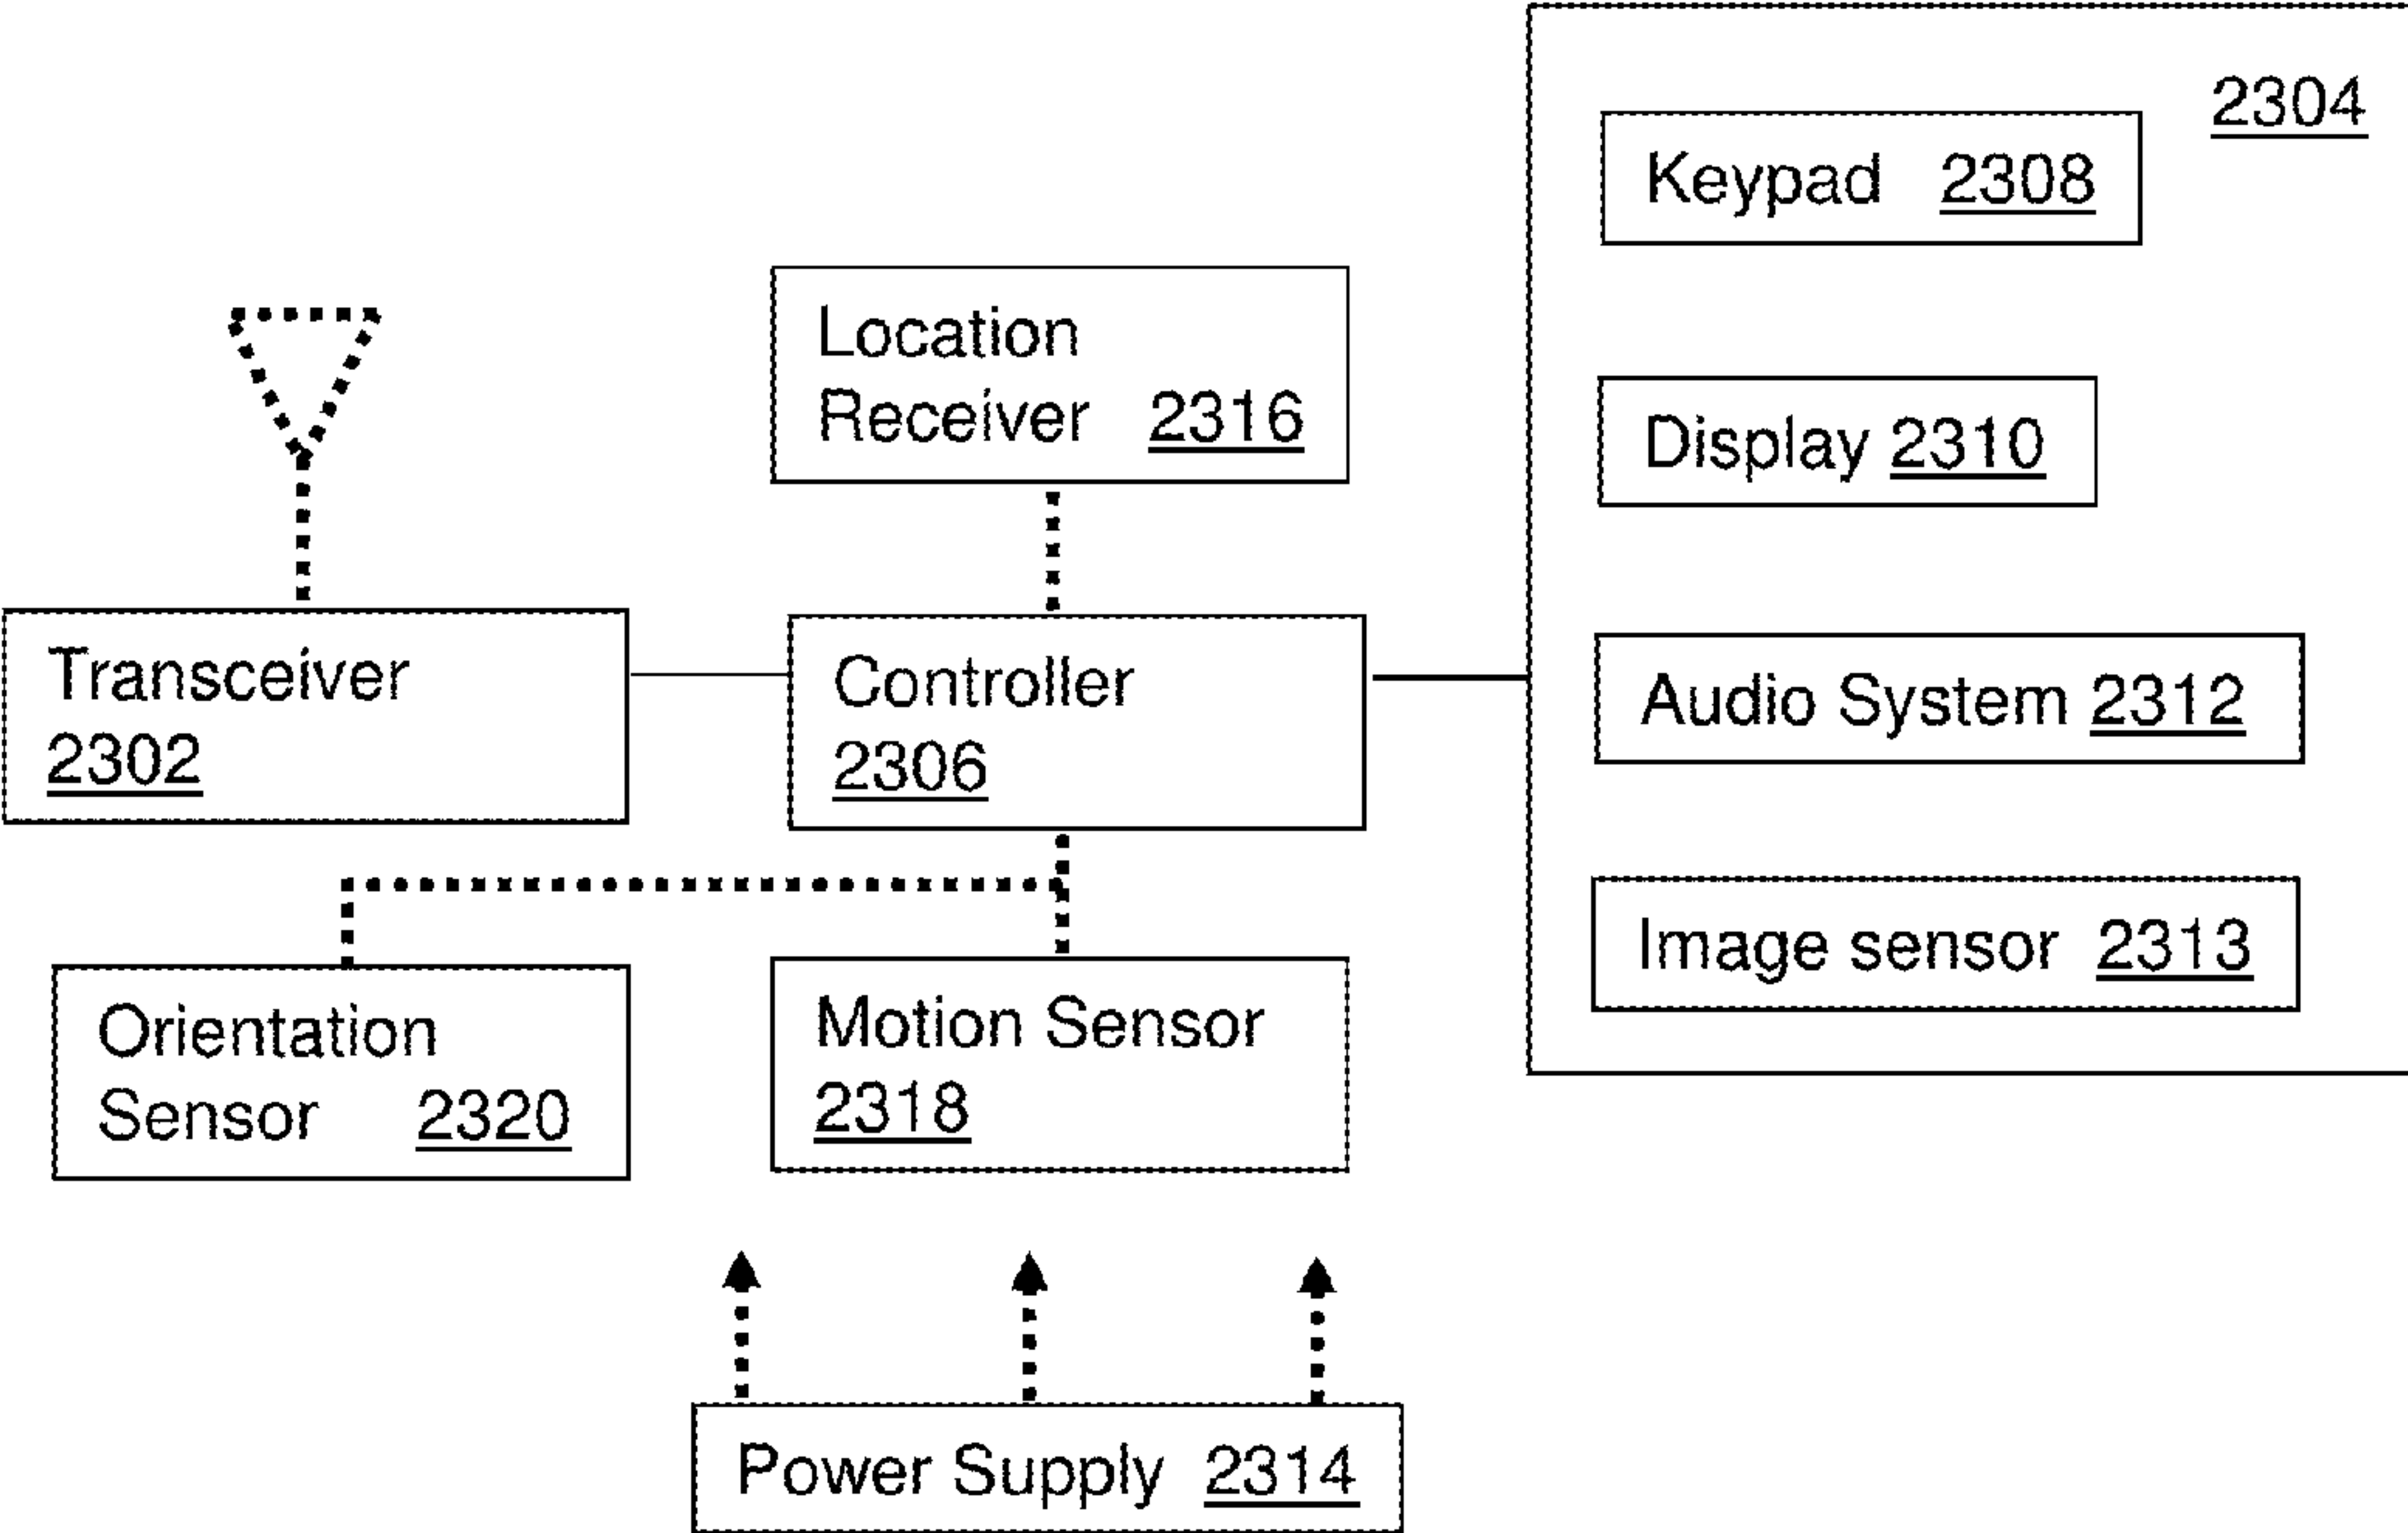 2304
Keypad 2308
Location
Receiver 2316
Display 2310
Transceiver
2302
Controller
2306
Audio System 2312
Image sensor 2313
Orientation
Sensor 2320
Motion Sensor
2318
Power Supply 2314